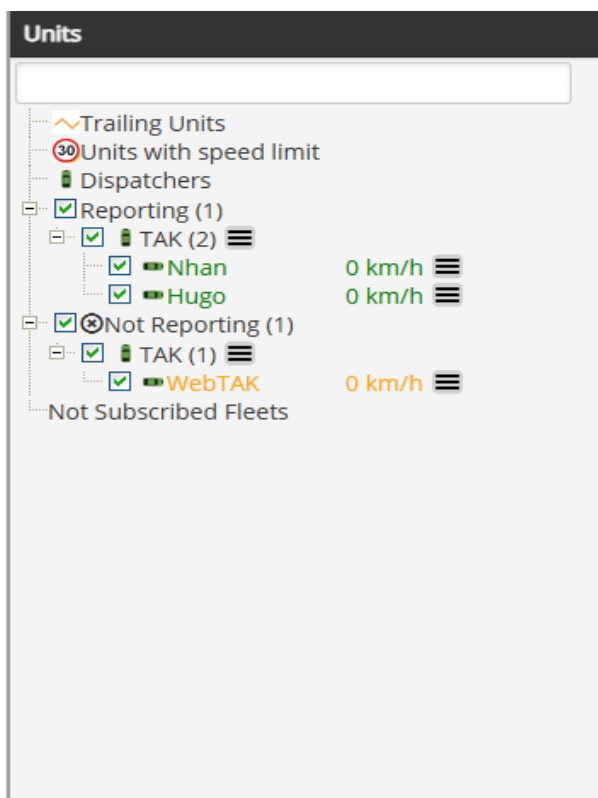 Units
Trailing Units
30 Units with speed limit
Dispatchers
Reporting (1)
TAK (2)
Nhan 0 km/h
Hugo 0 km/h
Not Reporting (1)
TAK (1)
WebTAK 0 km/h
Not Subscribed Fleets